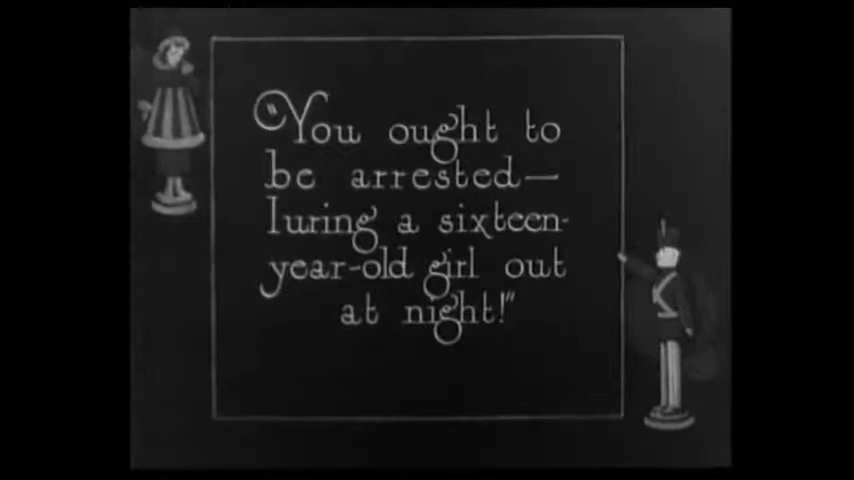 "You ought to
be arrested—
luring a sixteen-
year-old girl out
at night!"